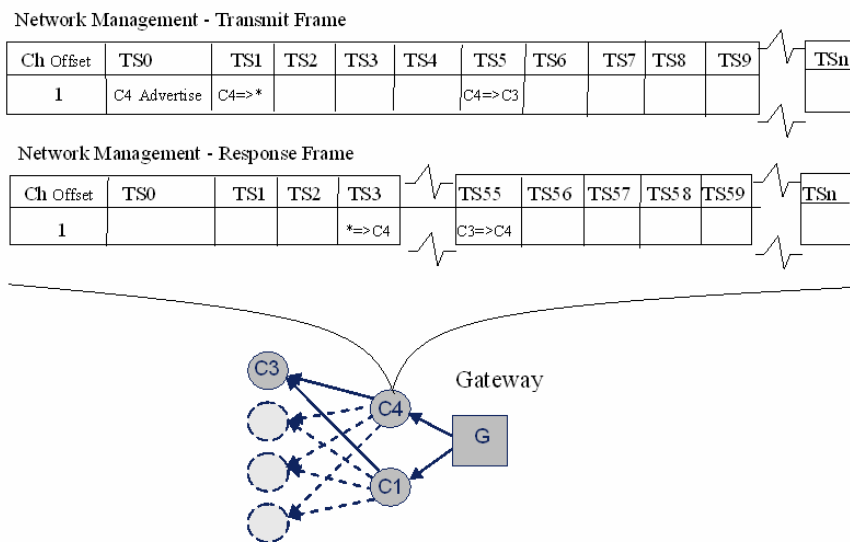 Network Management - Transmit Frame
Ch Offset TS0 TS1 TS2 TS3 TS4 TS5 TS6 TS7 TS8 TS9 TSn
1 C4 Advertise C4=>* C4=>C3
Network Management - Response Frame
Ch Offset TS0 TS1 TS2 TS3 TS55 TS56 TS57 TS58 TS59 TSn
1 *=>C4 C3=>C4
C3
Gateway
C4
G
C1